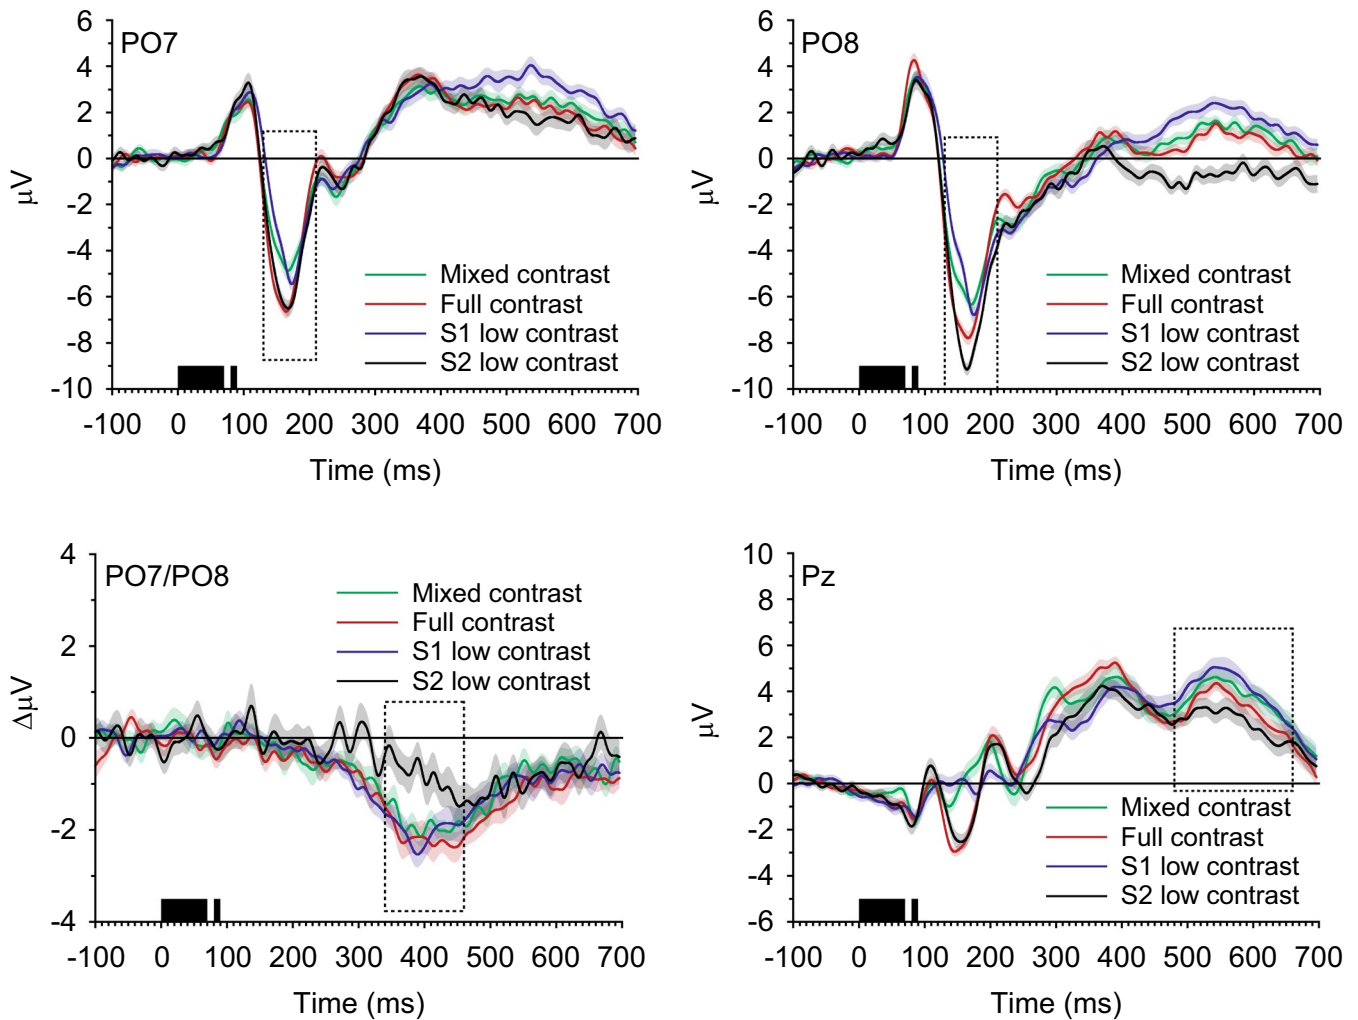 PO7
6
4
2
0
-2
-4
-6
-8
-10
μV
Mixed contrast
Full contrast
S1 low contrast
S2 low contrast
-100 0 100 200 300 400 500 600 700
Time (ms)
PO8
6
4
2
0
-2
-4
-6
-8
-10
μV
Mixed contrast
Full contrast
S1 low contrast
S2 low contrast
-100 0 100 200 300 400 500 600 700
Time (ms)
PO7/PO8
4
2
0
-2
-4
ΔμV
Mixed contrast
Full contrast
S1 low contrast
S2 low contrast
-100 0 100 200 300 400 500 600 700
Time (ms)
Pz
10
8
6
4
2
0
-2
-4
-6
μV
Mixed contrast
Full contrast
S1 low contrast
S2 low contrast
-100 0 100 200 300 400 500 600 700
Time (ms)